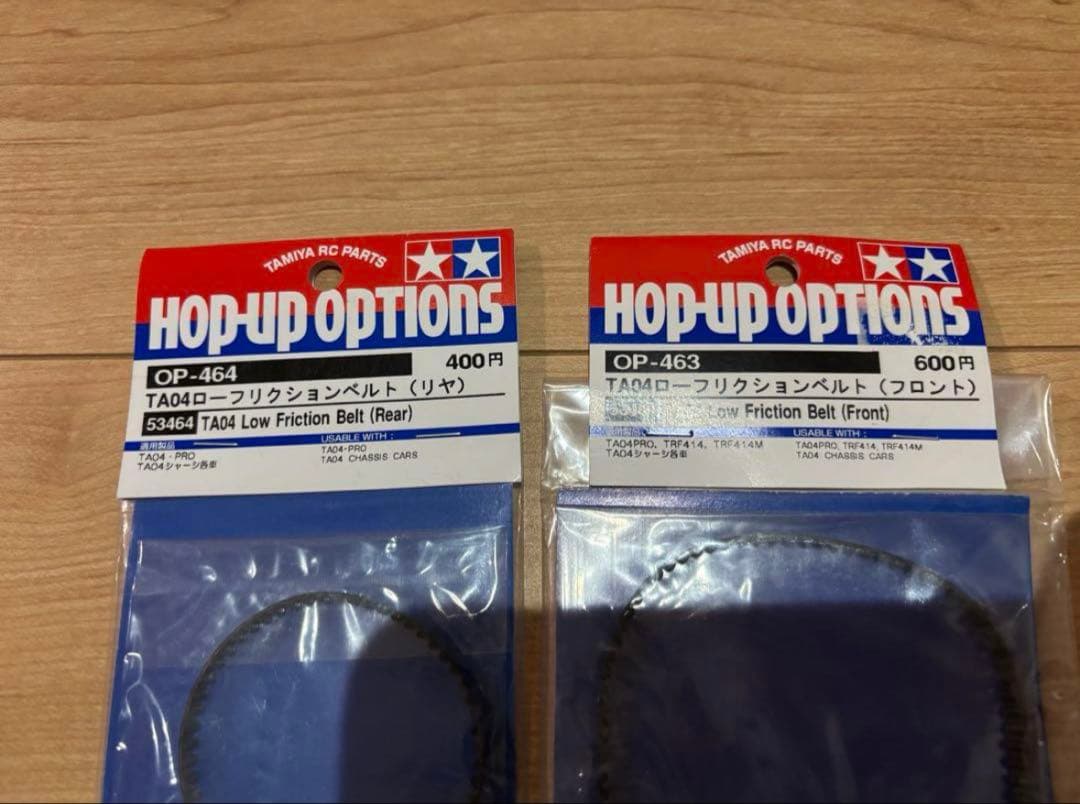 TAMIYA RC PARTS
HOP-UP OPTIONS
OP-464
400円
TA04ローフリクションベルト（リヤ）
53464 TA04 Low Friction Belt (Rear)
適用製品
TA04-PRO
TA04シャーシ各車
USABLE WITH :
TA04-PRO
TA04 CHASSIS CARS
TAMIYA RC PARTS
HOP-UP OPTIONS
OP-463
600円
TA04ローフリクションベルト（フロント）
Low Friction Belt (Front)
TA04PRO, TRF414, TRF414M
TA04シャーシ各車
USABLE WITH :
TA04PRO, TRF414, TRF414M
TA04 CHASSIS CARS